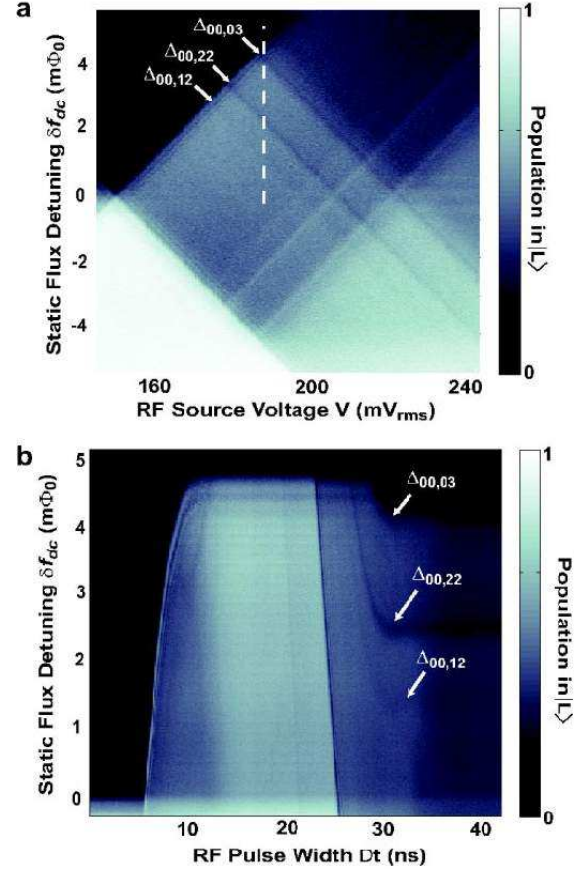 a
Δ00,03
Δ00,22
Δ00,12
4
2
0
-2
-4
Static Flux Detuning δfdc (mΦ0)
160
200
240
RF Source Voltage V (mVrms)
1
0
Population in|L⟩
b
Δ00,03
Δ00,22
Δ00,12
5
4
3
2
1
0
Static Flux Detuning δfdc (mΦ0)
10
20
30
40
RF Pulse Width Dt (ns)
1
0
Population in|L⟩